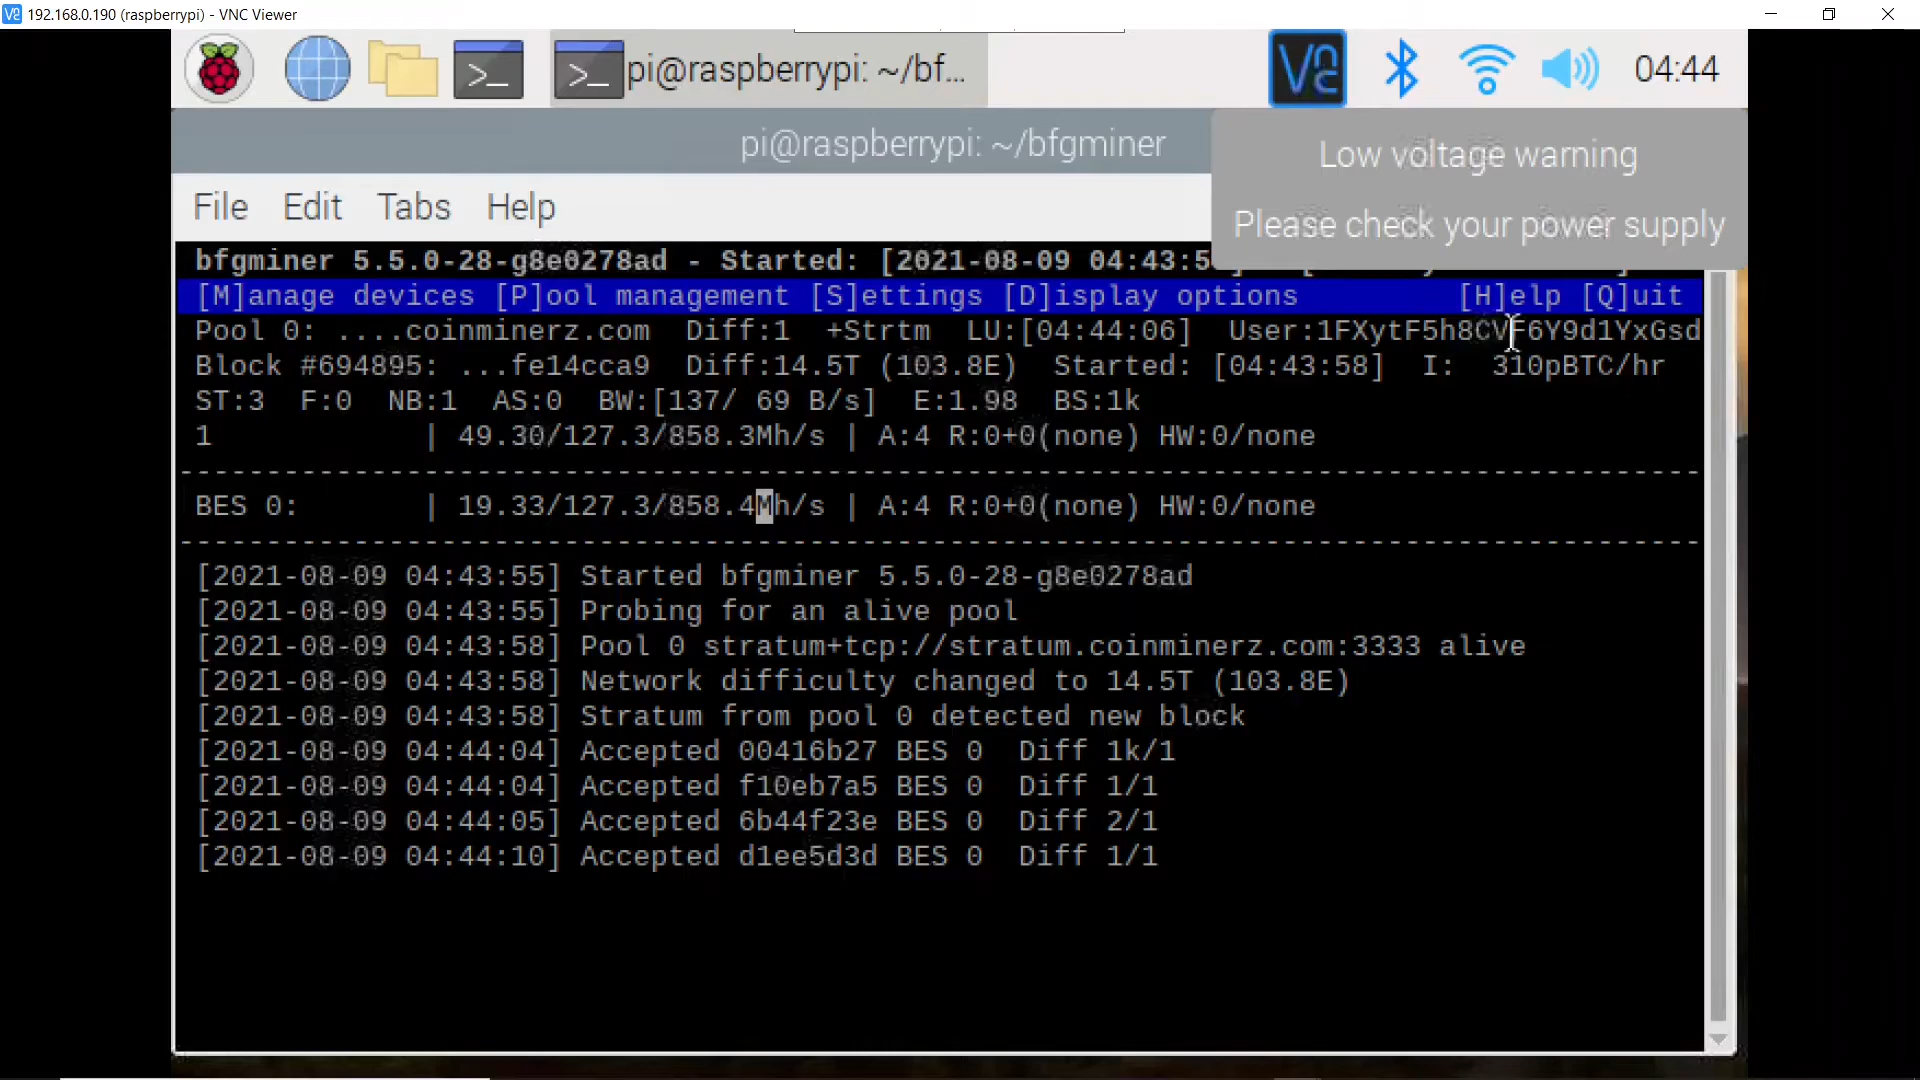 192.168.0.190 (raspberrypi) - VNC Viewer
pi@raspberrypi: ~/bf...
04:44
pi@raspberrypi: ~/bfgminer
Low voltage warning
Please check your power supply
File Edit Tabs Help
bfgminer 5.5.0-28-g8e0278ad - Started: [2021-08-09 04:43:5
[M]anage devices [P]ool management [S]ettings [D]isplay options [H]elp [Q]uit
Pool 0: ....coinminerz.com Diff:1 +Strtm LU:[04:44:06] User:1FXytF5h8CVF6Y9d1YxGsd
Block #694895: ...fe14cca9 Diff:14.5T (103.8E) Started: [04:43:58] I: 310pBTC/hr
ST:3 F:0 NB:1 AS:0 BW:[137/ 69 B/s] E:1.98 BS:1k
1 | 49.30/127.3/858.3Mh/s | A:4 R:0+0(none) HW:0/none
BES 0: | 19.33/127.3/858.4Mh/s | A:4 R:0+0(none) HW:0/none
[2021-08-09 04:43:55] Started bfgminer 5.5.0-28-g8e0278ad
[2021-08-09 04:43:55] Probing for an alive pool
[2021-08-09 04:43:58] Pool 0 stratum+tcp://stratum.coinminerz.com:3333 alive
[2021-08-09 04:43:58] Network difficulty changed to 14.5T (103.8E)
[2021-08-09 04:43:58] Stratum from pool 0 detected new block
[2021-08-09 04:44:04] Accepted 00416b27 BES 0 Diff 1k/1
[2021-08-09 04:44:04] Accepted f10eb7a5 BES 0 Diff 1/1
[2021-08-09 04:44:05] Accepted 6b44f23e BES 0 Diff 2/1
[2021-08-09 04:44:10] Accepted d1ee5d3d BES 0 Diff 1/1